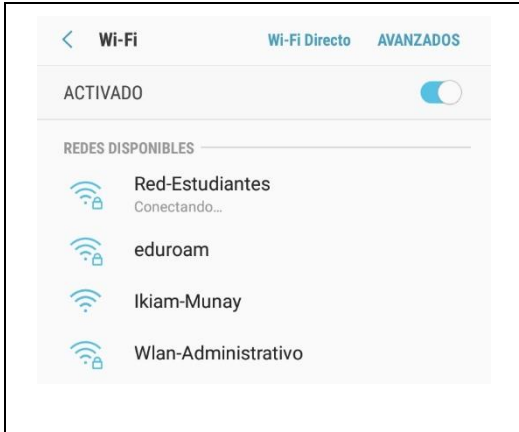 Wi-Fi Wi-Fi Directo AVANZADOS
ACTIVADO
REDES DISPONIBLES
Red-Estudiantes
Conectando...
eduroam
Ikiam-Munay
Wlan-Administrativo